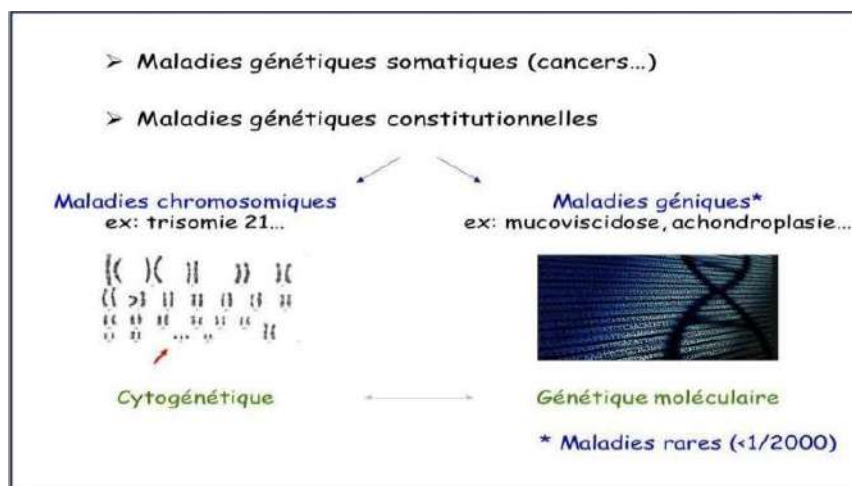 ➤ Maladies génétiques somatiques (cancers...)
➤ Maladies génétiques constitutionnelles
Maladies chromosomiques
ex: trisomie 21...
Maladies géniques*
ex: mucoviscidose, achondroplasie...
Cytogénétique
Génétique moléculaire
* Maladies rares (<1/2000)